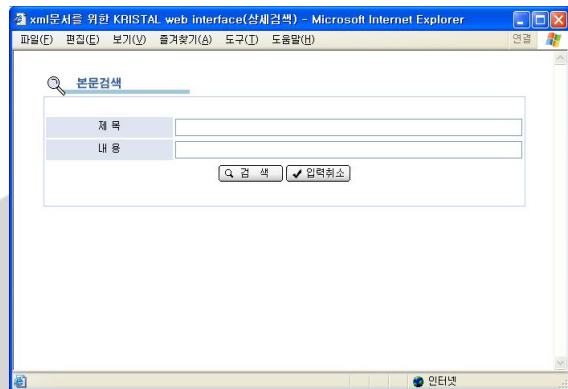 xml문서를 위한 KRISTAL web interface(상세검색) - Microsoft Internet Explorer
파일(F) 편집(E) 보기(V) 즐겨찾기(A) 도구(T) 도움말(H) 연결
본문검색
제 목
내 용
검 색 입력취소
인터넷